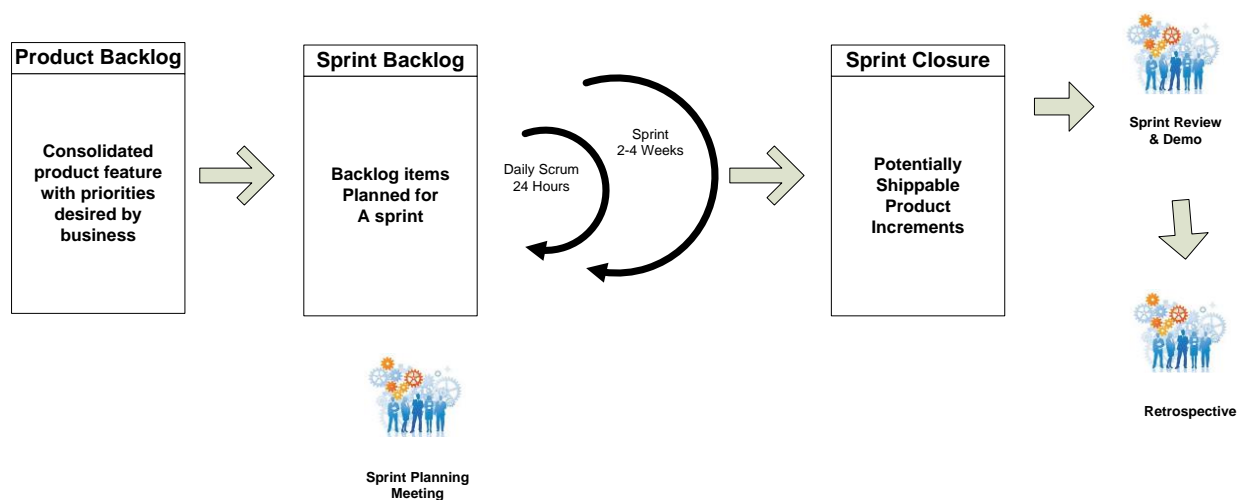 Product Backlog
Consolidated
product feature
with priorities
desired by
business
Sprint Backlog
Backlog items
Planned for
A sprint
Sprint Planning
Meeting
Daily Scrum
24 Hours
Sprint
2-4 Weeks
Sprint Closure
Potentially
Shippable
Product
Increments
Sprint Review
& Demo
Retrospective